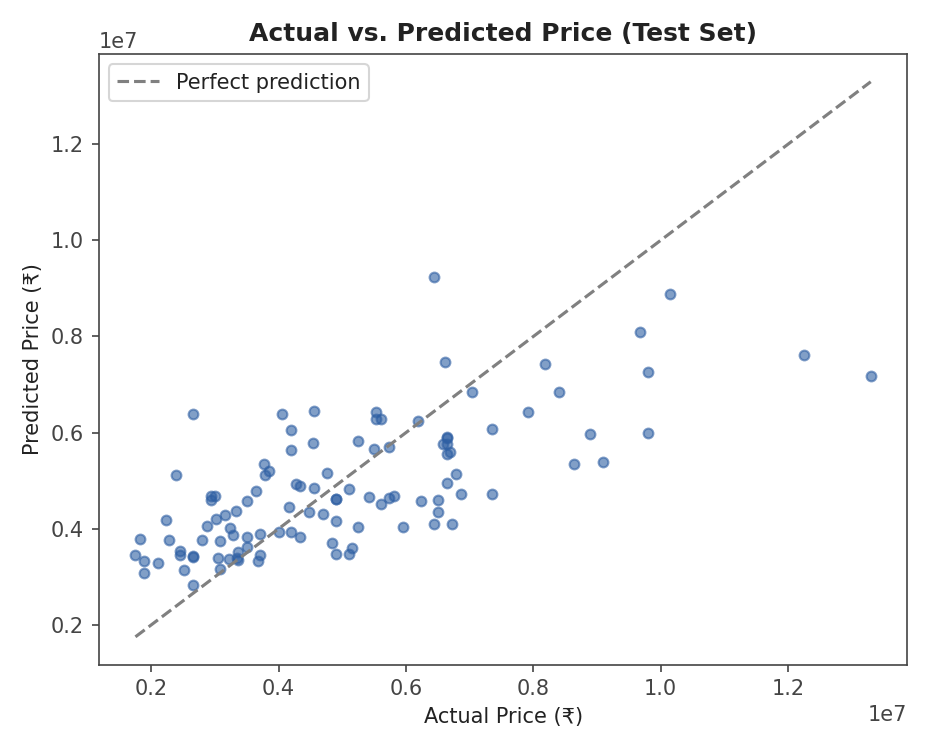 Actual vs. Predicted Price (Test Set)
1e7
Perfect prediction
1.2
1.0
0.8
0.6
0.4
0.2
Predicted Price (₹)
0.2 0.4 0.6 0.8 1.0 1.2
Actual Price (₹)
1e7